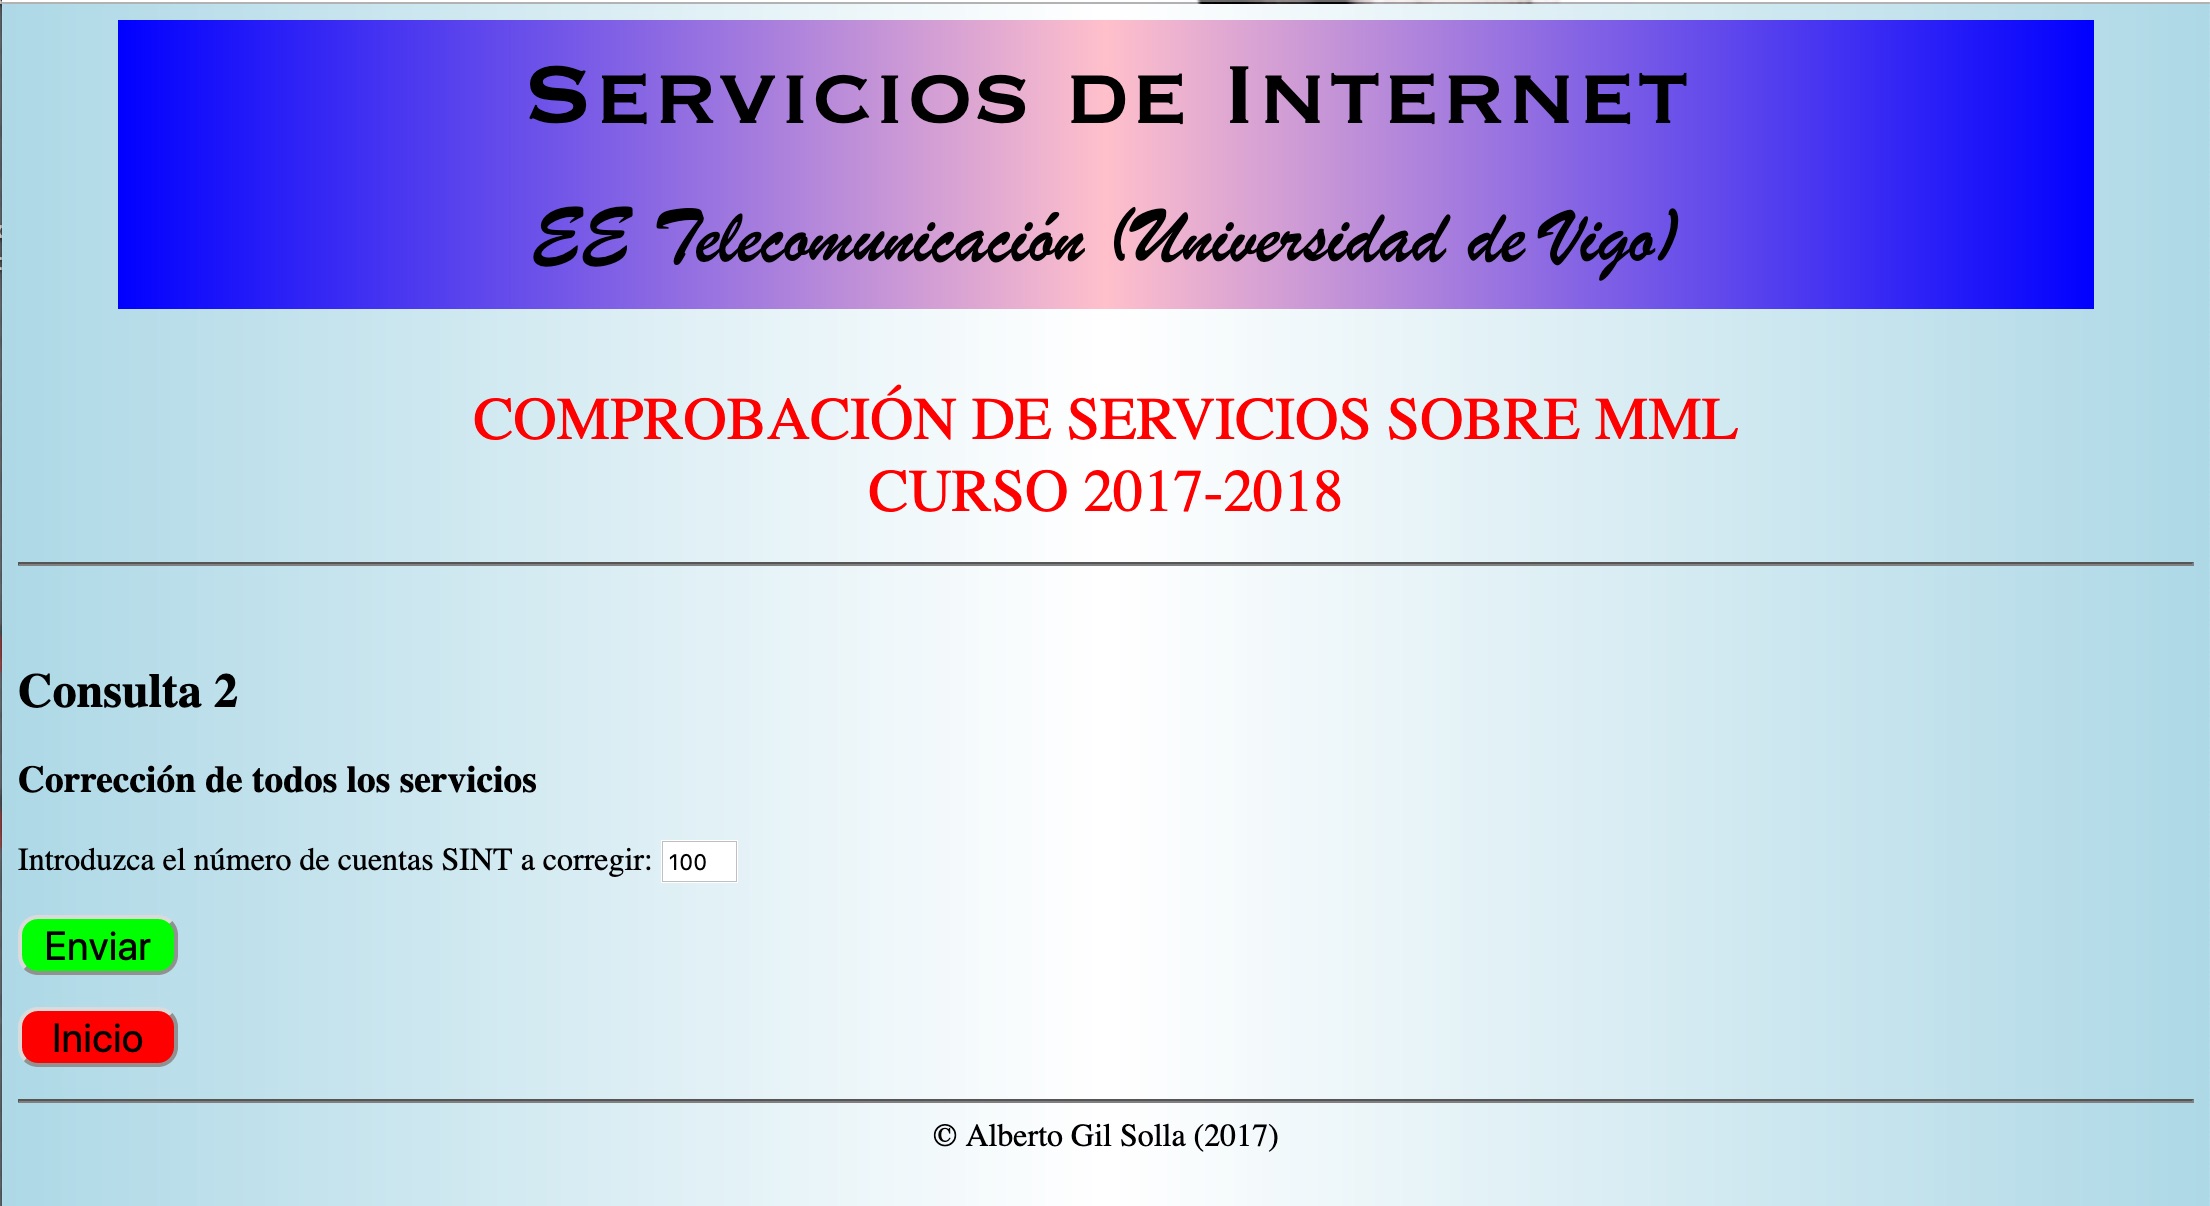 Servicios de Internet
EE Telecomunicación (Universidad de Vigo)
COMPROBACIÓN DE SERVICIOS SOBRE MML
CURSO 2017-2018
Consulta 2
Corrección de todos los servicios
Introduzca el número de cuentas SINT a corregir: 100
Enviar
Inicio
© Alberto Gil Solla (2017)